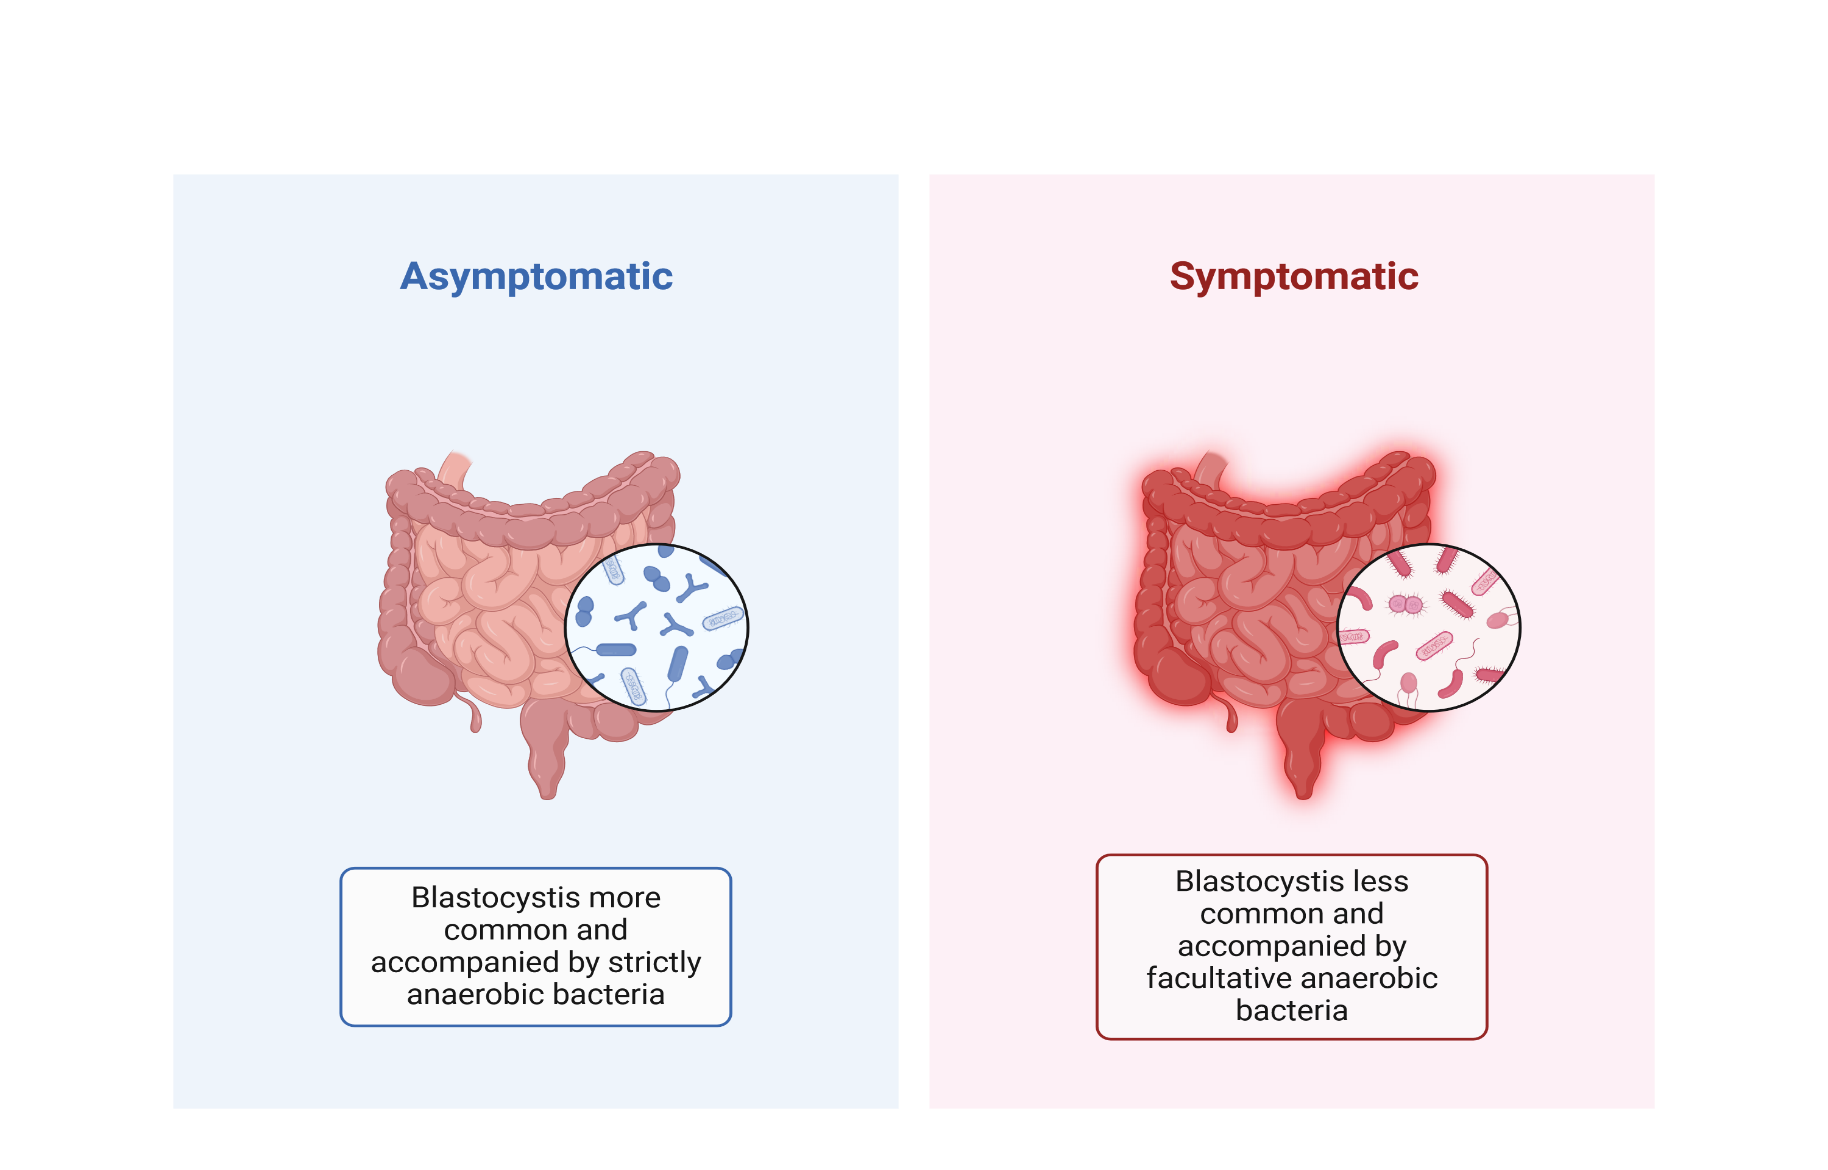 Asymptomatic
Blastocystis more
common and
accompanied by strictly
anaerobic bacteria
Symptomatic
Blastocystis less
common and
accompanied by
facultative anaerobic
bacteria